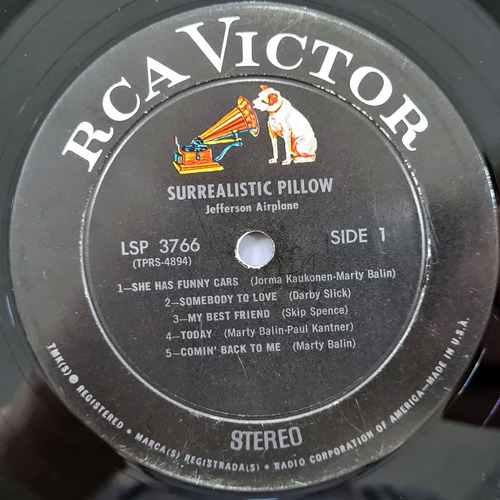 RCA VICTOR
SURREALISTIC PILLOW
Jefferson Airplane
LSP 3766
(TPRS-4894)
SIDE 1
1—SHE HAS FUNNY CARS (Jorma Kaukonen-Marty Balin)
2—SOMEBODY TO LOVE (Darby Slick)
3—MY BEST FRIEND (Skip Spence)
4—TODAY (Marty Balin-Paul Kantner)
5—COMIN' BACK TO ME (Marty Balin)
STEREO
TMK(S) ® REGISTERED • MARCA(S) REGISTRADA(S) • RADIO CORPORATION OF AMERICA—MADE IN U.S.A.